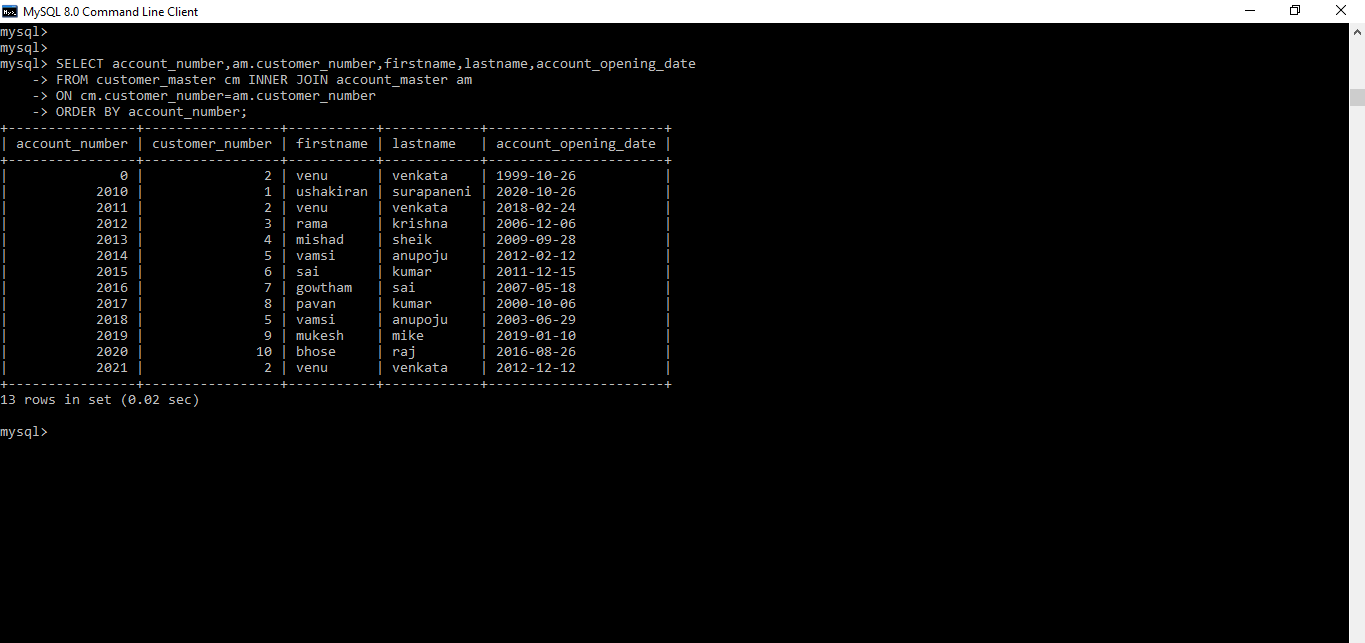 MySQL 8.0 Command Line Client
mysql>
mysql>
mysql> SELECT account_number,am.customer_number,firstname,lastname,account_opening_date
    -> FROM customer_master cm INNER JOIN account_master am
    -> ON cm.customer_number=am.customer_number
    -> ORDER BY account_number;
+----------------+-----------------+-----------+------------+----------------------+
| account_number | customer_number | firstname | lastname   | account_opening_date |
+----------------+-----------------+-----------+------------+----------------------+
|              0 |               2 | venu      | venkata    | 1999-10-26           |
|           2010 |               1 | ushakiran | surapaneni | 2020-10-26           |
|           2011 |               2 | venu      | venkata    | 2018-02-24           |
|           2012 |               3 | rama      | krishna    | 2006-12-06           |
|           2013 |               4 | mishad    | sheik      | 2009-09-28           |
|           2014 |               5 | vamsi     | anupoju    | 2012-02-12           |
|           2015 |               6 | sai       | kumar      | 2011-12-15           |
|           2016 |               7 | gowtham   | sai        | 2007-05-18           |
|           2017 |               8 | pavan     | kumar      | 2000-10-06           |
|           2018 |               5 | vamsi     | anupoju    | 2003-06-29           |
|           2019 |               9 | mukesh    | mike       | 2019-01-10           |
|           2020 |              10 | bhose     | raj        | 2016-08-26           |
|           2021 |               2 | venu      | venkata    | 2012-12-12           |
+----------------+-----------------+-----------+------------+----------------------+
13 rows in set (0.02 sec)
mysql>